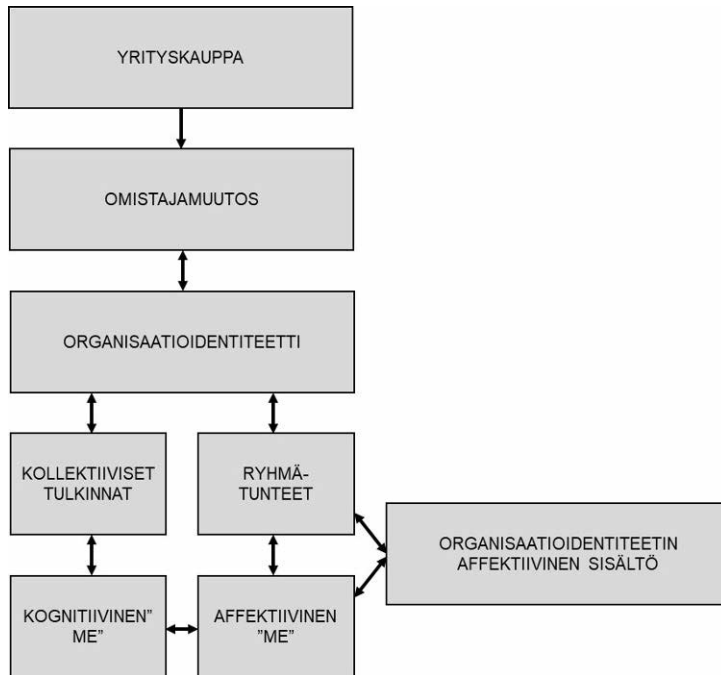 YRITYSKAUPPA
OMISTAJAMUUTOS
ORGANISAATIOIDENTITEETTI
KOLLEKTIIVISET
TULKINNAT
RYHMÄ-
TUNTEET
ORGANISAATIOIDENTITEETIN
AFFEKTIIVINEN SISÄLTÖ
KOGNITIIVINEN”
ME”
AFFEKTIIVINEN
”ME”